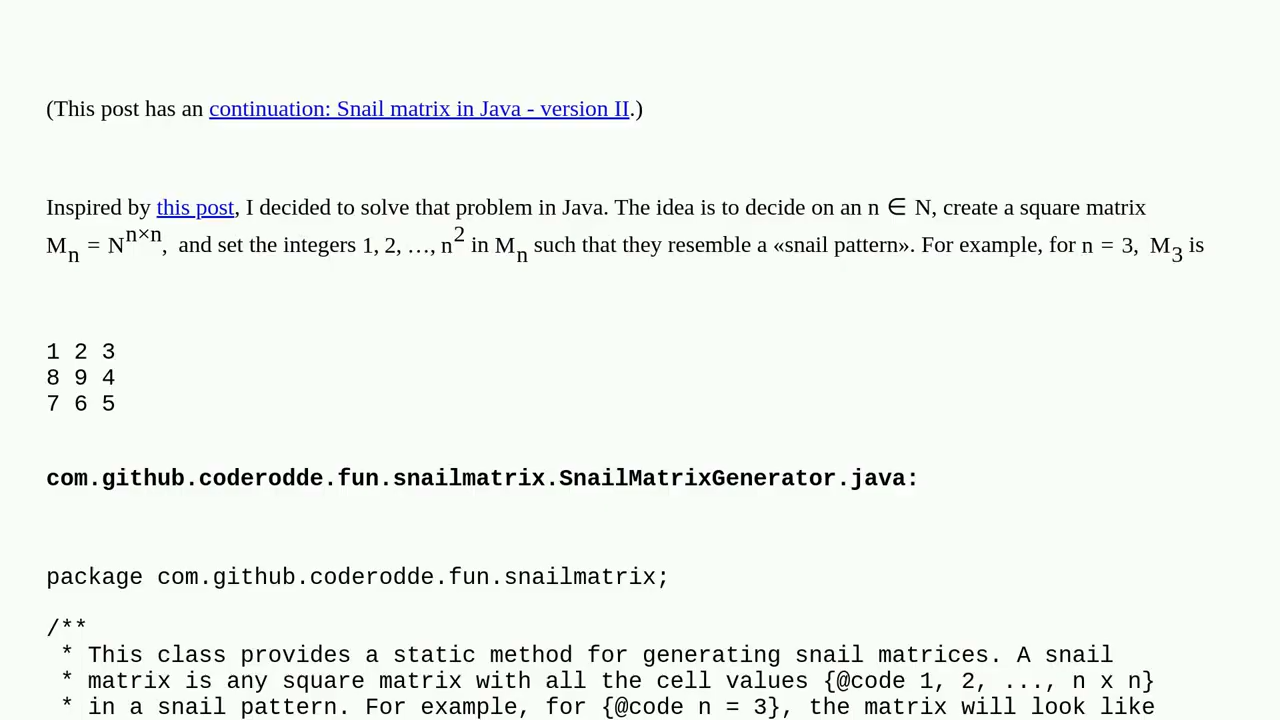 (This post has an continuation: Snail matrix in Java - version II.)
Inspired by this post, I decided to solve that problem in Java. The idea is to decide on an n ∈ N, create a square matrix
Mn = Nn×n, and set the integers 1, 2, …, n2 in Mn such that they resemble a «snail pattern». For example, for n = 3, M3 is
1 2 3
8 9 4
7 6 5
com.github.coderodde.fun.snailmatrix.SnailMatrixGenerator.java:
package com.github.coderodde.fun.snailmatrix;
/**
* This class provides a static method for generating snail matrices. A snail
* matrix is any square matrix with all the cell values {@code 1, 2, ..., n x n}
* in a snail pattern. For example, for {@code n = 3}, the matrix will look like